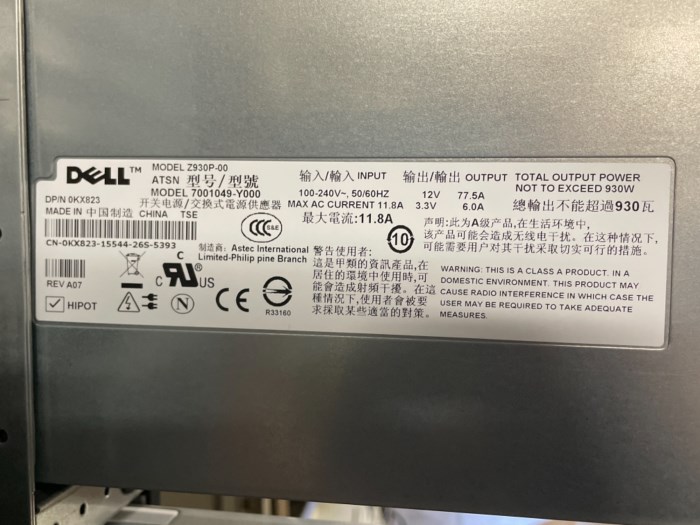 DELL™
MODEL Z930P-00
ATSN 型号/型號
MODEL 7001049-Y000
DP/N 0KX823
开关电源/交換式電源供應器
MADE IN 中国制造 CHINA TSE
CN-0KX823-15544-26S-5393
REV A07
HIPOT
制造商: Astec International
Limited-Philip pine Branch
输入/輸入 INPUT
100-240V~, 50/60HZ
MAX AC CURRENT 11.8A
最大電流:11.8A
输出/輸出 OUTPUT
12V 77.5A
3.3V 6.0A
TOTAL OUTPUT POWER
NOT TO EXCEED 930W
總輸出不能超過930瓦
CCC S&E
10
C UL US
C
N
CE
R33160
声明:此为A级产品,在生活环境中,
该产品可能会造成无线电干扰。在这种情况下,
可能需要用户对其干扰采取切实可行的措施。
警告使用者:
這是甲類的資訊產品,在
居住的環境中使用時,可
能會造成射頻干擾。在這
種情況下,使用者會被要
求採取某些適當的對策。
WARNING: THIS IS A CLASS A PRODUCT. IN A
DOMESTIC ENVIRONMENT. THIS PRODUCT MAY
CAUSE RADIO INTERFERENCE IN WHICH CASE THE
USER MAY BE REQUIRED TO TAKE ADEQUATE
MEASURES.